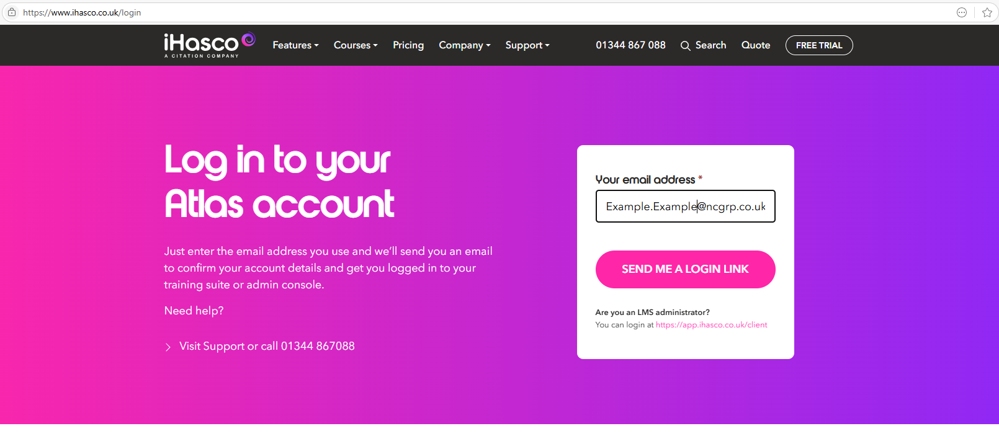 https://www.ihasco.co.uk/login
iHasco
A CITATION COMPANY
Features
Courses
Pricing
Company
Support
01344 867 088
Search
Quote
FREE TRIAL
Log in to your
Atlas account
Just enter the email address you use and we’ll send you an email
to confirm your account details and get you logged in to your
training suite or admin console.
Need help?
Visit Support or call 01344 867088
Your email address *
Example.Example@ncgrp.co.uk
SEND ME A LOGIN LINK
Are you an LMS administrator?
You can login at https://app.ihasco.co.uk/client